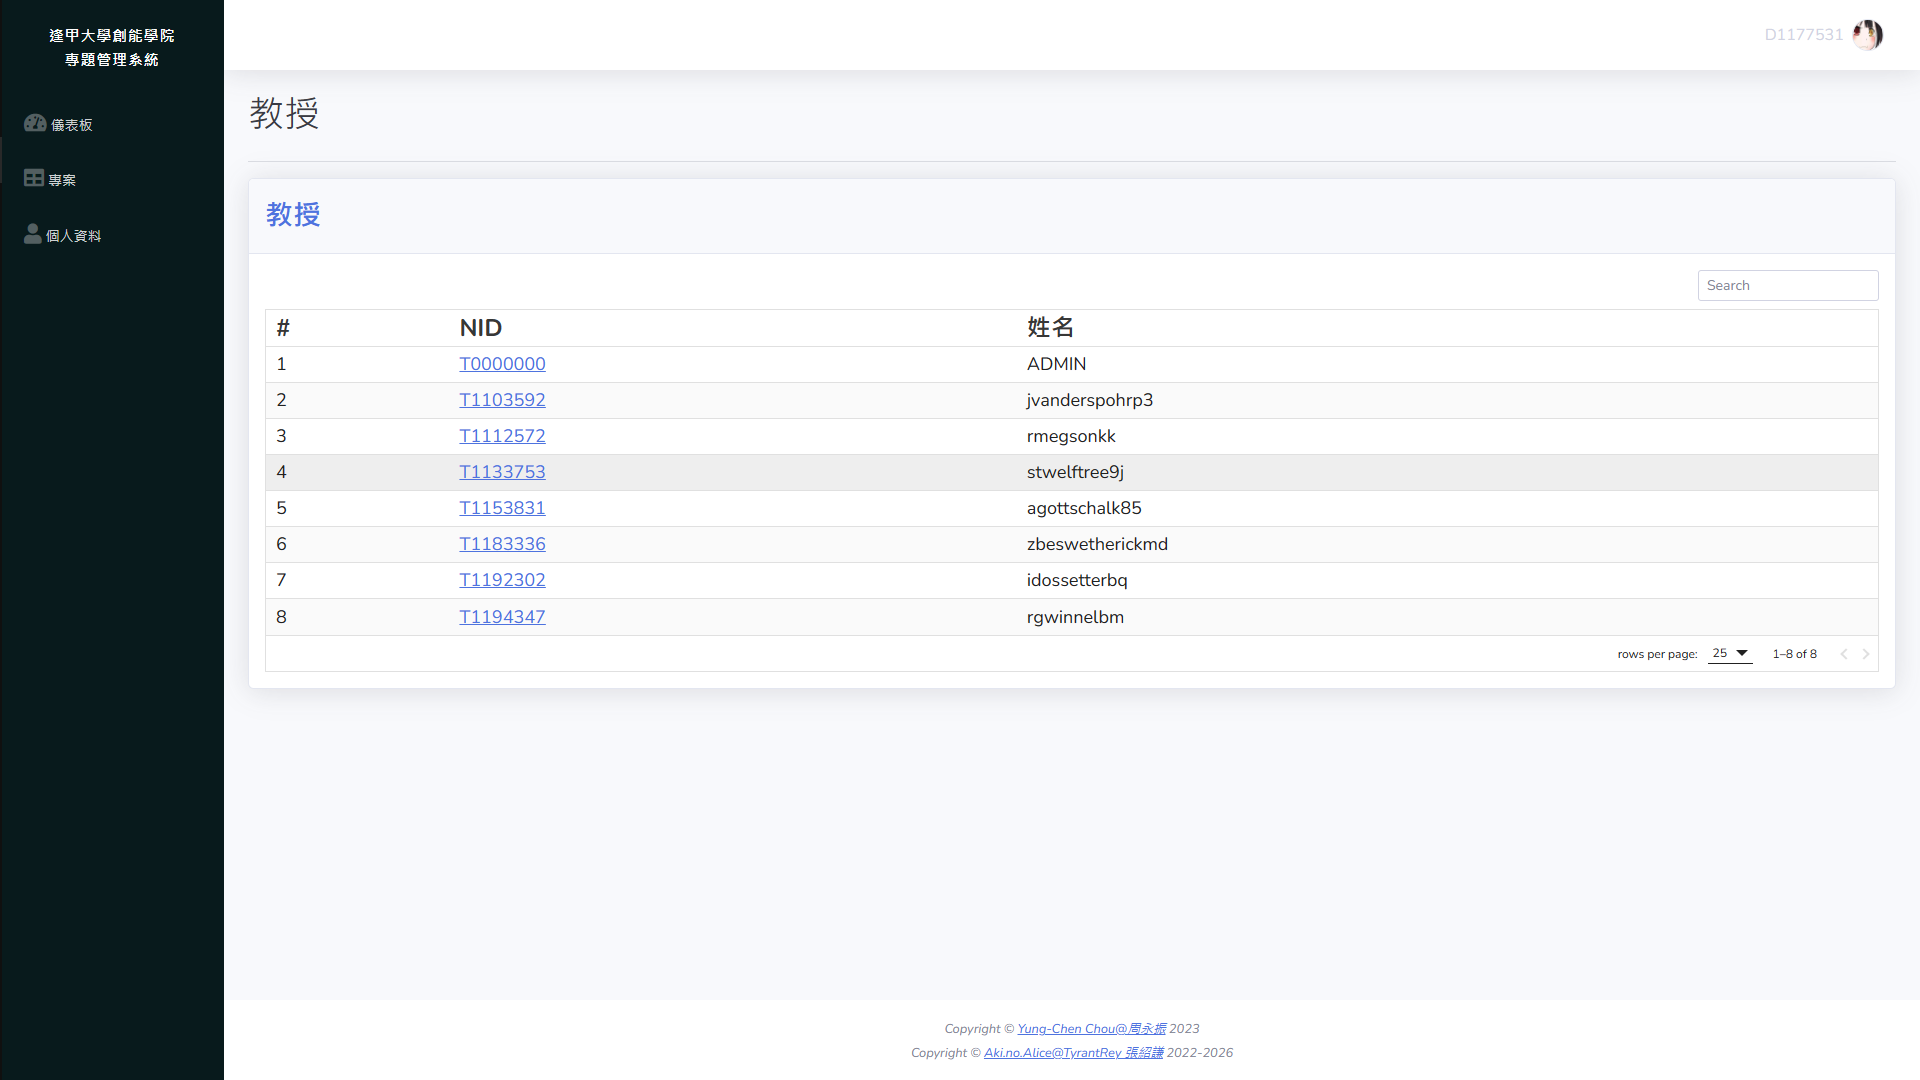 逢甲大學創能學院
專題管理系統
儀表板
專案
個人資料
D1177531
教授
教授
Search
# NID 姓名
1 T0000000 ADMIN
2 T1103592 jvanderspohrp3
3 T1112572 rmegsonkk
4 T1133753 stwelftree9j
5 T1153831 agottschalk85
6 T1183336 zbeswetherickmd
7 T1192302 idossetterbq
8 T1194347 rgwinnelbm
rows per page: 25 1–8 of 8
Copyright © Yung-Chen Chou@周永振 2023
Copyright © Aki.no.Alice@TyrantRey 張紹謙 2022-2026